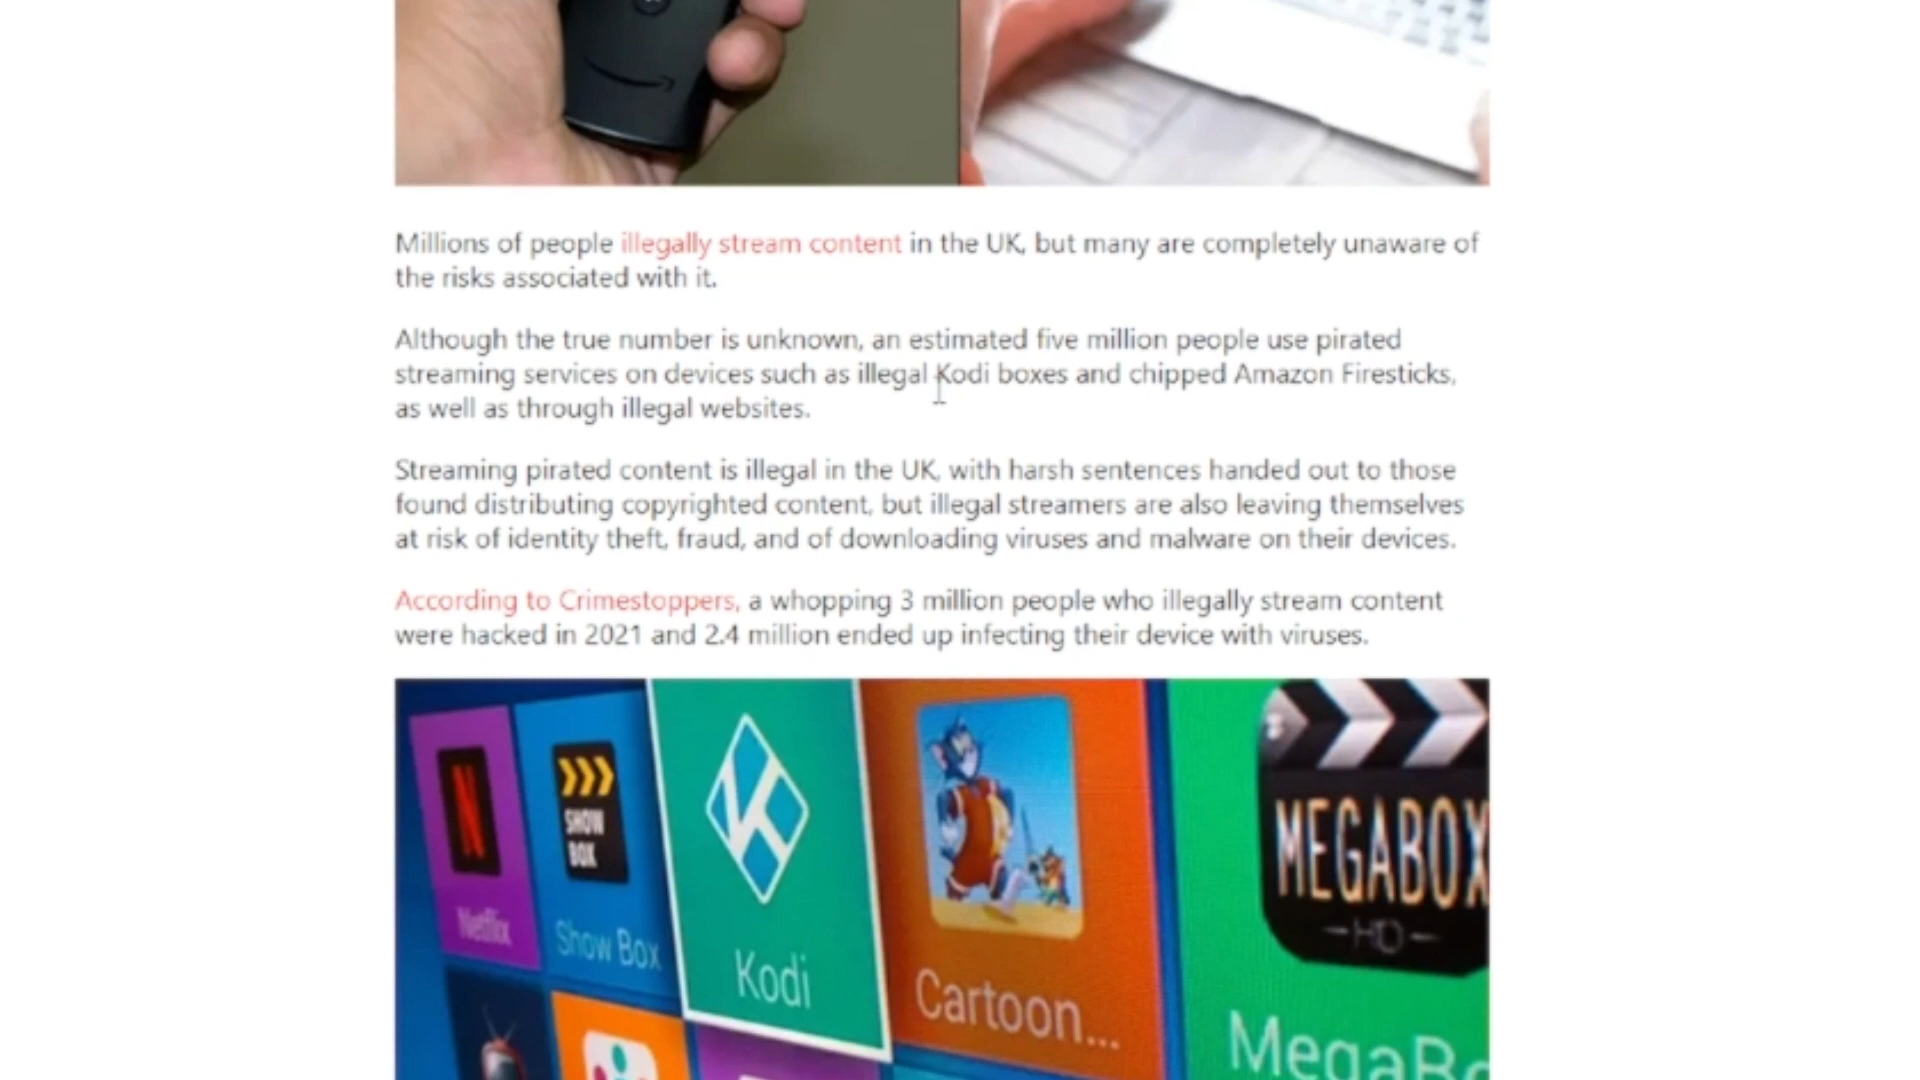 Millions of people illegally stream content in the UK, but many are completely unaware of
the risks associated with it.
Although the true number is unknown, an estimated five million people use pirated
streaming services on devices such as illegal Kodi boxes and chipped Amazon Firesticks,
as well as through illegal websites.
Streaming pirated content is illegal in the UK, with harsh sentences handed out to those
found distributing copyrighted content, but illegal streamers are also leaving themselves
at risk of identity theft, fraud, and of downloading viruses and malware on their devices.
According to Crimestoppers, a whopping 3 million people who illegally stream content
were hacked in 2021 and 2.4 million ended up infecting their device with viruses.
N
Netflix
SHOW
BOX
Show Box
Kodi
Cartoon...
MEGABOX
HD
MegaBo